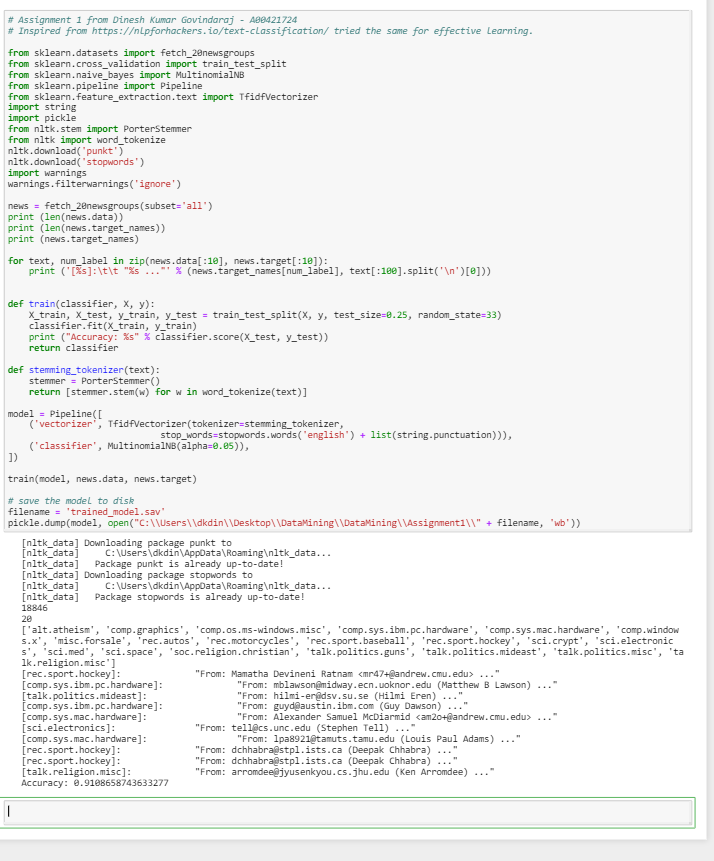 # Assignment 1 from Dinesh Kumar Govindaraj - A00421724
# Inspired from https://nlpforhackers.io/text-classification/ tried the same for effective learning.
from sklearn.datasets import fetch_20newsgroups
from sklearn.cross_validation import train_test_split
from sklearn.naive_bayes import MultinomialNB
from sklearn.pipeline import Pipeline
from sklearn.feature_extraction.text import TfidfVectorizer
import string
import pickle
from nltk.stem import PorterStemmer
from nltk import word_tokenize
nltk.download('punkt')
nltk.download('stopwords')
import warnings
warnings.filterwarnings('ignore')
news = fetch_20newsgroups(subset='all')
print (len(news.data))
print (len(news.target_names))
print (news.target_names)
for text, num_label in zip(news.data[:10], news.target[:10]):
    print ('[%s]:\t\t "%s ..."' % (news.target_names[num_label], text[:100].split('\n')[0]))
def train(classifier, X, y):
    X_train, X_test, y_train, y_test = train_test_split(X, y, test_size=0.25, random_state=33)
    classifier.fit(X_train, y_train)
    print ("Accuracy: %s" % classifier.score(X_test, y_test))
    return classifier
def stemming_tokenizer(text):
    stemmer = PorterStemmer()
    return [stemmer.stem(w) for w in word_tokenize(text)]
model = Pipeline([
    ('vectorizer', TfidfVectorizer(tokenizer=stemming_tokenizer,
                             stop_words=stopwords.words('english') + list(string.punctuation))),
    ('classifier', MultinomialNB(alpha=0.05)),
])
train(model, news.data, news.target)
# save the model to disk
filename = 'trained_model.sav'
pickle.dump(model, open("C:\\Users\\dkdin\\Desktop\\DataMining\\DataMining\\Assignment1\\" + filename, 'wb'))
[nltk_data] Downloading package punkt to
[nltk_data]     C:\Users\dkdin\AppData\Roaming\nltk_data...
[nltk_data]   Package punkt is already up-to-date!
[nltk_data] Downloading package stopwords to
[nltk_data]     C:\Users\dkdin\AppData\Roaming\nltk_data...
[nltk_data]   Package stopwords is already up-to-date!
18846
20
['alt.atheism', 'comp.graphics', 'comp.os.ms-windows.misc', 'comp.sys.ibm.pc.hardware', 'comp.sys.mac.hardware', 'comp.window
s.x', 'misc.forsale', 'rec.autos', 'rec.motorcycles', 'rec.sport.baseball', 'rec.sport.hockey', 'sci.crypt', 'sci.electronic
s', 'sci.med', 'sci.space', 'soc.religion.christian', 'talk.politics.guns', 'talk.politics.mideast', 'talk.politics.misc', 'ta
lk.religion.misc']
[rec.sport.hockey]:		 "From: Mamatha Devineni Ratnam <mr47+@andrew.cmu.edu> ..."
[comp.sys.ibm.pc.hardware]:		 "From: mblawson@midway.ecn.uoknor.edu (Matthew B Lawson) ..."
[talk.politics.mideast]:		 "From: hilmi-er@dsv.su.se (Hilmi Eren) ..."
[comp.sys.ibm.pc.hardware]:		 "From: guyd@austin.ibm.com (Guy Dawson) ..."
[comp.sys.mac.hardware]:		 "From: Alexander Samuel McDiarmid <am2o+@andrew.cmu.edu> ..."
[sci.electronics]:		 "From: tell@cs.unc.edu (Stephen Tell) ..."
[comp.sys.mac.hardware]:		 "From: lpa8921@tamuts.tamu.edu (Louis Paul Adams) ..."
[rec.sport.hockey]:		 "From: dchhabra@stpl.ists.ca (Deepak Chhabra) ..."
[rec.sport.hockey]:		 "From: dchhabra@stpl.ists.ca (Deepak Chhabra) ..."
[talk.religion.misc]:		 "From: arromdee@jyusenkyou.cs.jhu.edu (Ken Arromdee) ..."
Accuracy: 0.9108658743633277